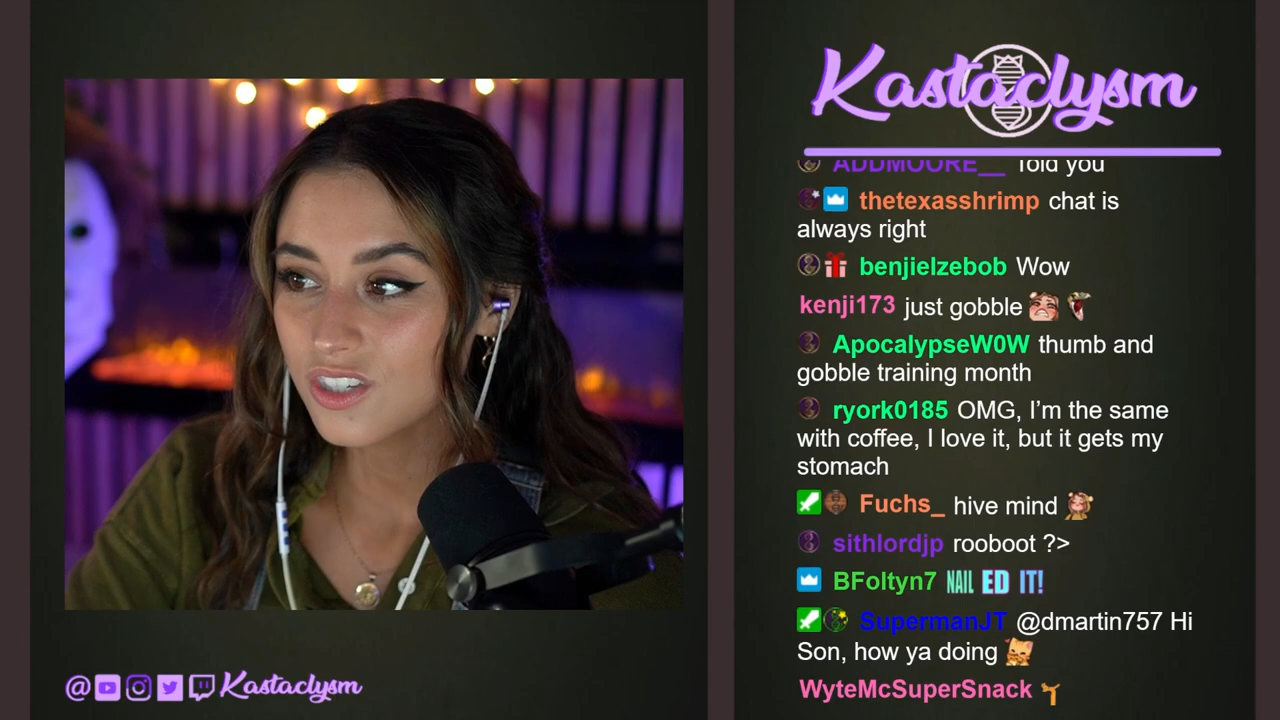 Kastaclysm
ADDMOORE__ Told you
thetexasshrimp chat is
always right
benjielzebob Wow
kenji173 just gobble
ApocalypseW0W thumb and
gobble training month
ryork0185 OMG, I’m the same
with coffee, I love it, but it gets my
stomach
Fuchs_ hive mind
sithlordjp rooboot ?>
BFoltyn7 NAIL ED IT!
SupermanJT @dmartin757 Hi
Son, how ya doing
WyteMcSuperSnack
@ Kastaclysm